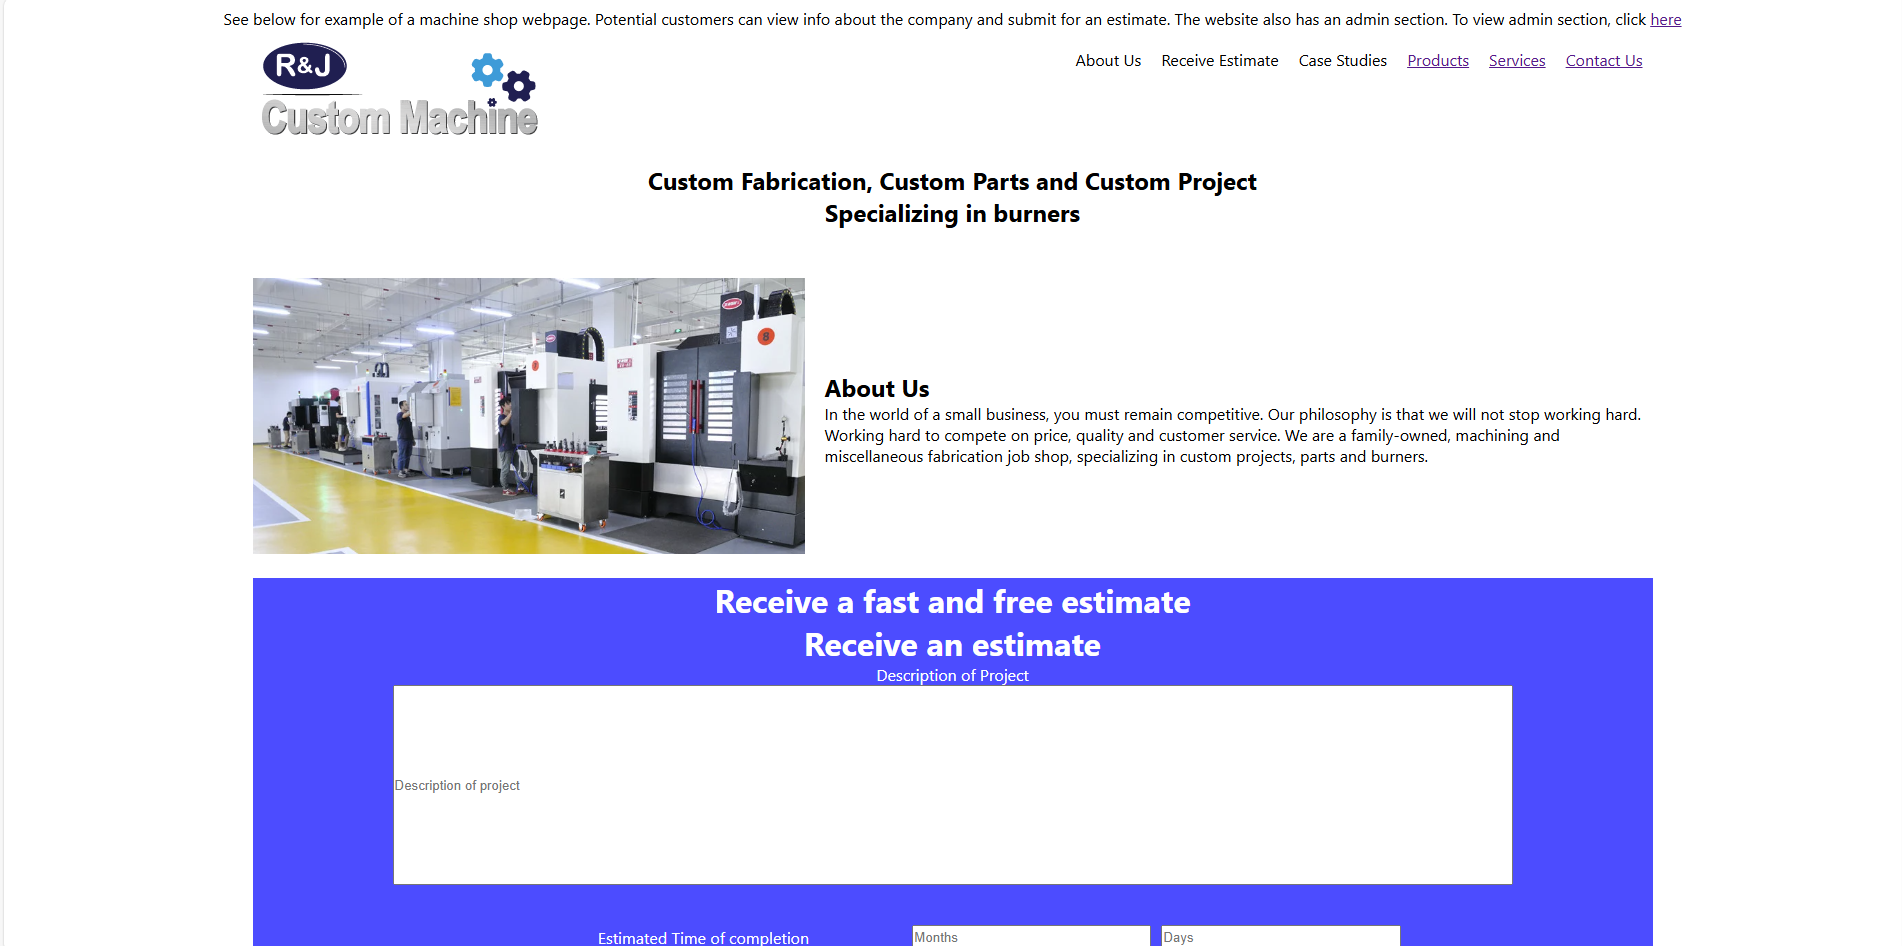 See below for example of a machine shop webpage. Potential customers can view info about the company and submit for an estimate. The website also has an admin section. To view admin section, click here
R&J
Custom Machine
About Us Receive Estimate Case Studies Products Services Contact Us
Custom Fabrication, Custom Parts and Custom Project
Specializing in burners
8
About Us
In the world of a small business, you must remain competitive. Our philosophy is that we will not stop working hard.
Working hard to compete on price, quality and customer service. We are a family-owned, machining and
miscellaneous fabrication job shop, specializing in custom projects, parts and burners.
Receive a fast and free estimate
Receive an estimate
Description of Project
Description of project
Estimated Time of completion Months Days